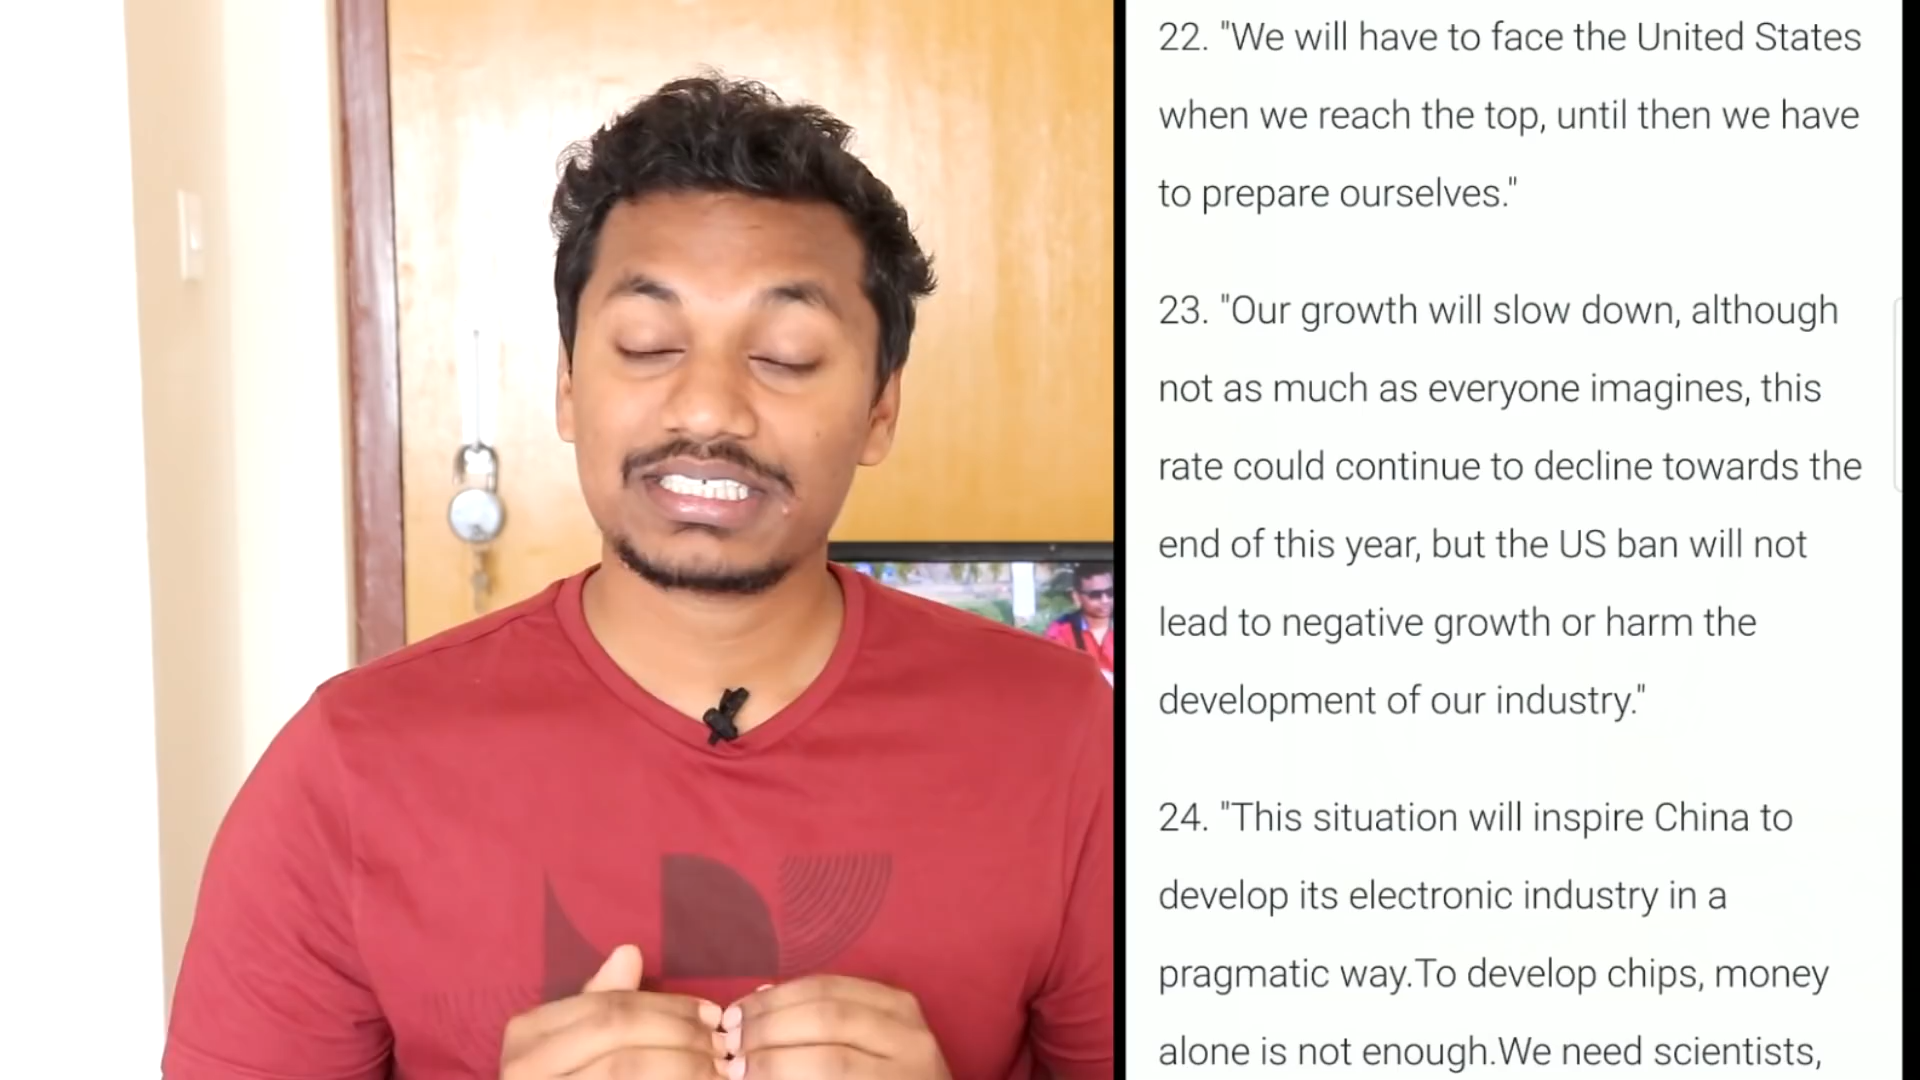 22. "We will have to face the United States
when we reach the top, until then we have
to prepare ourselves."
23. "Our growth will slow down, although
not as much as everyone imagines, this
rate could continue to decline towards the
end of this year, but the US ban will not
lead to negative growth or harm the
development of our industry."
24. "This situation will inspire China to
develop its electronic industry in a
pragmatic way.To develop chips, money
alone is not enough.We need scientists,